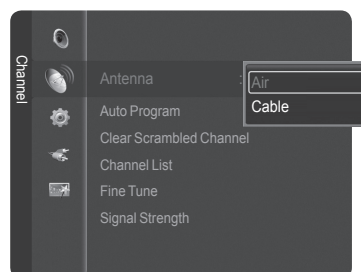 Channel
Antenna : Air
Cable
Auto Program
Clear Scrambled Channel
Channel List
Fine Tune
Signal Strength